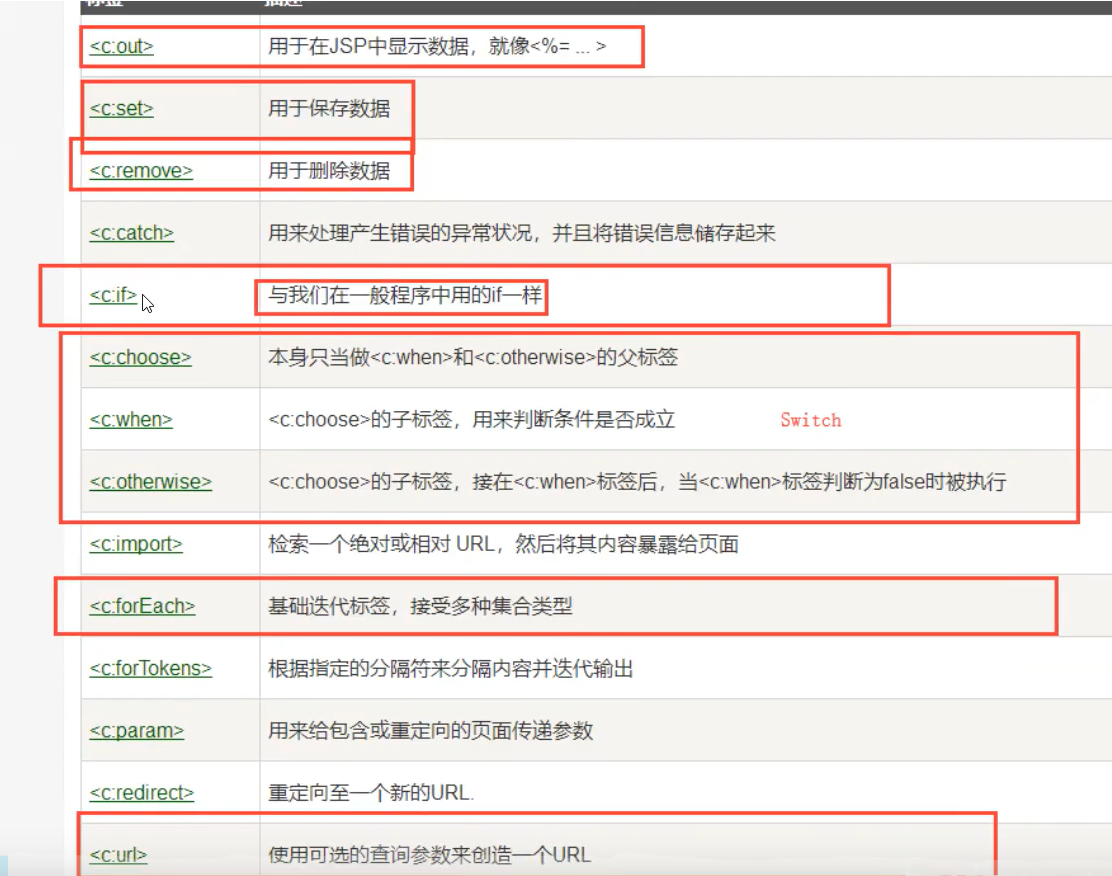 标签 描述
<c:out> 用于在JSP中显示数据，就像<%= ... >
<c:set> 用于保存数据
<c:remove> 用于删除数据
<c:catch> 用来处理产生错误的异常状况，并且将错误信息储存起来
<c:if> 与我们在一般程序中用的if一样
<c:choose> 本身只当做<c:when>和<c:otherwise>的父标签
<c:when> <c:choose>的子标签，用来判断条件是否成立 Switch
<c:otherwise> <c:choose>的子标签，接在<c:when>标签后，当<c:when>标签判断为false时被执行
<c:import> 检索一个绝对或相对 URL，然后将其内容暴露给页面
<c:forEach> 基础迭代标签，接受多种集合类型
<c:forTokens> 根据指定的分隔符来分隔内容并迭代输出
<c:param> 用来给包含或重定向的页面传递参数
<c:redirect> 重定向至一个新的URL.
<c:url> 使用可选的查询参数来创造一个URL